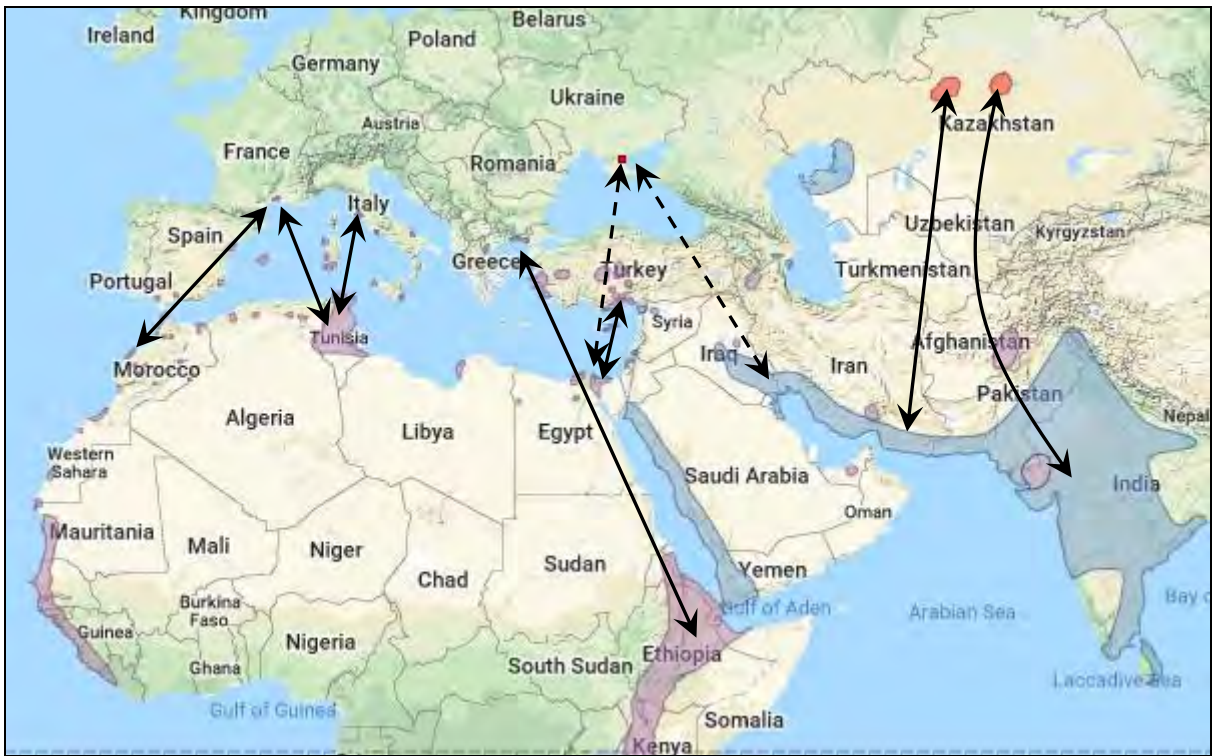 Kingdom
Ireland
Belarus
Poland
Germany
Ukraine
Austria
Kazakhstan
France
Romania
Italy
Spain
Uzbekistan
Kyrgyzstan
Greece
Turkey
Turkmenistan
Portugal
Syria
Tunisia
Afghanistan
Iraq
Iran
Morocco
Pakistan
Nepal
Algeria
Libya
Egypt
Western
Sahara
Saudi Arabia
India
Oman
Mauritania
Mali
Niger
Chad
Sudan
Yemen
Burkina
Faso
Gulf of Aden
Arabian Sea
Bay
Guinea
Nigeria
Ghana
South Sudan
Ethiopia
Laccadive Sea
Gulf of Guinea
Somalia
Kenya